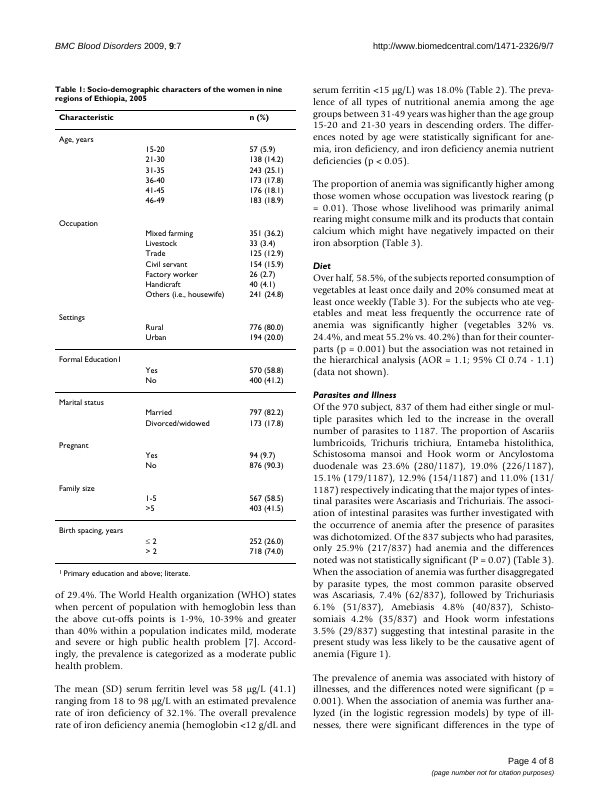 BMC Blood Disorders 2009, 9:7
http://www.biomedcentral.com/1471-2326/9/7
Table 1: Socio-demographic characters of the women in nine
regions of Ethiopia, 2005
Characteristic n (%)
Age, years
15-20 57 (5.9)
21-30 138 (14.2)
31-35 243 (25.1)
36-40 173 (17.8)
41-45 176 (18.1)
46-49 183 (18.9)
Occupation
Mixed farming 351 (36.2)
Livestock 33 (3.4)
Trade 125 (12.9)
Civil servant 154 (15.9)
Factory worker 26 (2.7)
Handicraft 40 (4.1)
Others (i.e., housewife) 241 (24.8)
Settings
Rural 776 (80.0)
Urban 194 (20.0)
Formal Education1
Yes 570 (58.8)
No 400 (41.2)
Marital status
Married 797 (82.2)
Divorced/widowed 173 (17.8)
Pregnant
Yes 94 (9.7)
No 876 (90.3)
Family size
1-5 567 (58.5)
>5 403 (41.5)
Birth spacing, years
≤ 2 252 (26.0)
> 2 718 (74.0)
1 Primary education and above; literate.
of 29.4%. The World Health organization (WHO) states
when percent of population with hemoglobin less than
the above cut-offs points is 1-9%, 10-39% and greater
than 40% within a population indicates mild, moderate
and severe or high public health problem [7]. Accord-
ingly, the prevalence is categorized as a moderate public
health problem.
The mean (SD) serum ferritin level was 58 μg/L (41.1)
ranging from 18 to 98 μg/L with an estimated prevalence
rate of iron deficiency of 32.1%. The overall prevalence
rate of iron deficiency anemia (hemoglobin <12 g/dL and
serum ferritin <15 μg/L) was 18.0% (Table 2). The preva-
lence of all types of nutritional anemia among the age
groups between 31-49 years was higher than the age group
15-20 and 21-30 years in descending orders. The differ-
ences noted by age were statistically significant for ane-
mia, iron deficiency, and iron deficiency anemia nutrient
deficiencies (p < 0.05).
The proportion of anemia was significantly higher among
those women whose occupation was livestock rearing (p
= 0.01). Those whose livelihood was primarily animal
rearing might consume milk and its products that contain
calcium which might have negatively impacted on their
iron absorption (Table 3).
Diet
Over half, 58.5%, of the subjects reported consumption of
vegetables at least once daily and 20% consumed meat at
least once weekly (Table 3). For the subjects who ate veg-
etables and meat less frequently the occurrence rate of
anemia was significantly higher (vegetables 32% vs.
24.4%, and meat 55.2% vs. 40.2%) than for their counter-
parts (p = 0.001) but the association was not retained in
the hierarchical analysis (AOR = 1.1; 95% CI 0.74 - 1.1)
(data not shown).
Parasites and Illness
Of the 970 subject, 837 of them had either single or mul-
tiple parasites which led to the increase in the overall
number of parasites to 1187. The proportion of Ascariis
lumbricoids, Trichuris trichiura, Entameba histolithica,
Schistosoma mansoi and Hook worm or Ancylostoma
duodenale was 23.6% (280/1187), 19.0% (226/1187),
15.1% (179/1187), 12.9% (154/1187) and 11.0% (131/
1187) respectively indicating that the major types of intes-
tinal parasites were Ascariasis and Trichuriais. The associ-
ation of intestinal parasites was further investigated with
the occurrence of anemia after the presence of parasites
was dichotomized. Of the 837 subjects who had parasites,
only 25.9% (217/837) had anemia and the differences
noted was not statistically significant (P = 0.07) (Table 3).
When the association of anemia was further disaggregated
by parasite types, the most common parasite observed
was Ascariasis, 7.4% (62/837), followed by Trichuriasis
6.1% (51/837), Amebiasis 4.8% (40/837), Schisto-
somiais 4.2% (35/837) and Hook worm infestations
3.5% (29/837) suggesting that intestinal parasite in the
present study was less likely to be the causative agent of
anemia (Figure 1).
The prevalence of anemia was associated with history of
illnesses, and the differences noted were significant (p =
0.001). When the association of anemia was further ana-
lyzed (in the logistic regression models) by type of ill-
nesses, there were significant differences in the type of
Page 4 of 8
(page number not for citation purposes)